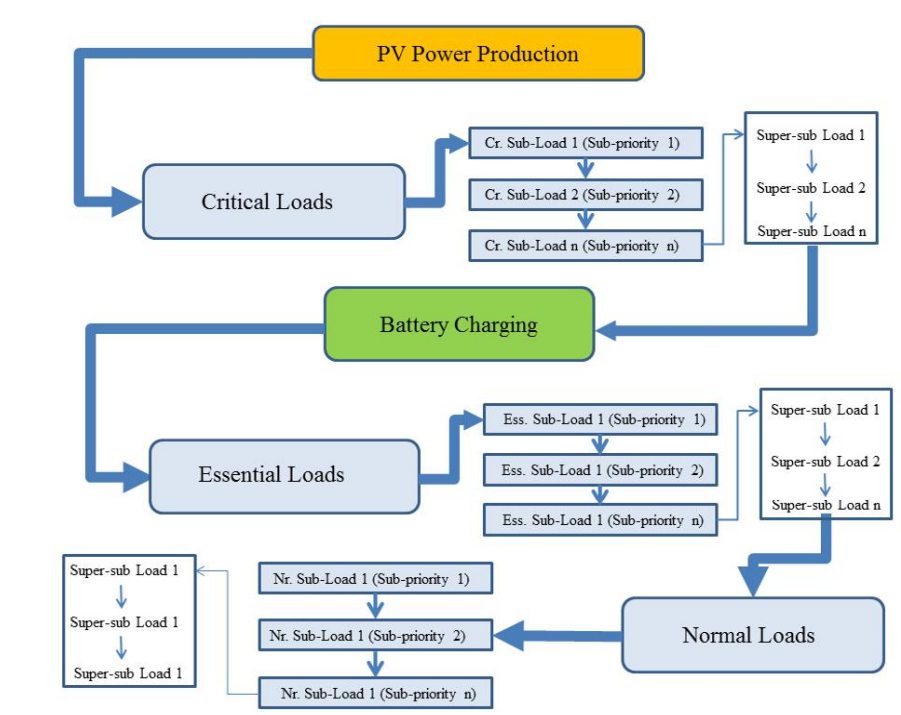 PV Power Production
Critical Loads
Cr. Sub-Load 1 (Sub-priority 1)
Cr. Sub-Load 2 (Sub-priority 2)
Cr. Sub-Load n (Sub-priority n)
Super-sub Load 1
Super-sub Load 2
Super-sub Load n
Battery Charging
Essential Loads
Ess. Sub-Load 1 (Sub-priority 1)
Ess. Sub-Load 1 (Sub-priority 2)
Ess. Sub-Load 1 (Sub-priority n)
Super-sub Load 1
Super-sub Load 2
Super-sub Load n
Normal Loads
Nr. Sub-Load 1 (Sub-priority 1)
Nr. Sub-Load 1 (Sub-priority 2)
Nr. Sub-Load 1 (Sub-priority n)
Super-sub Load 1
Super-sub Load 1
Super-sub Load 1